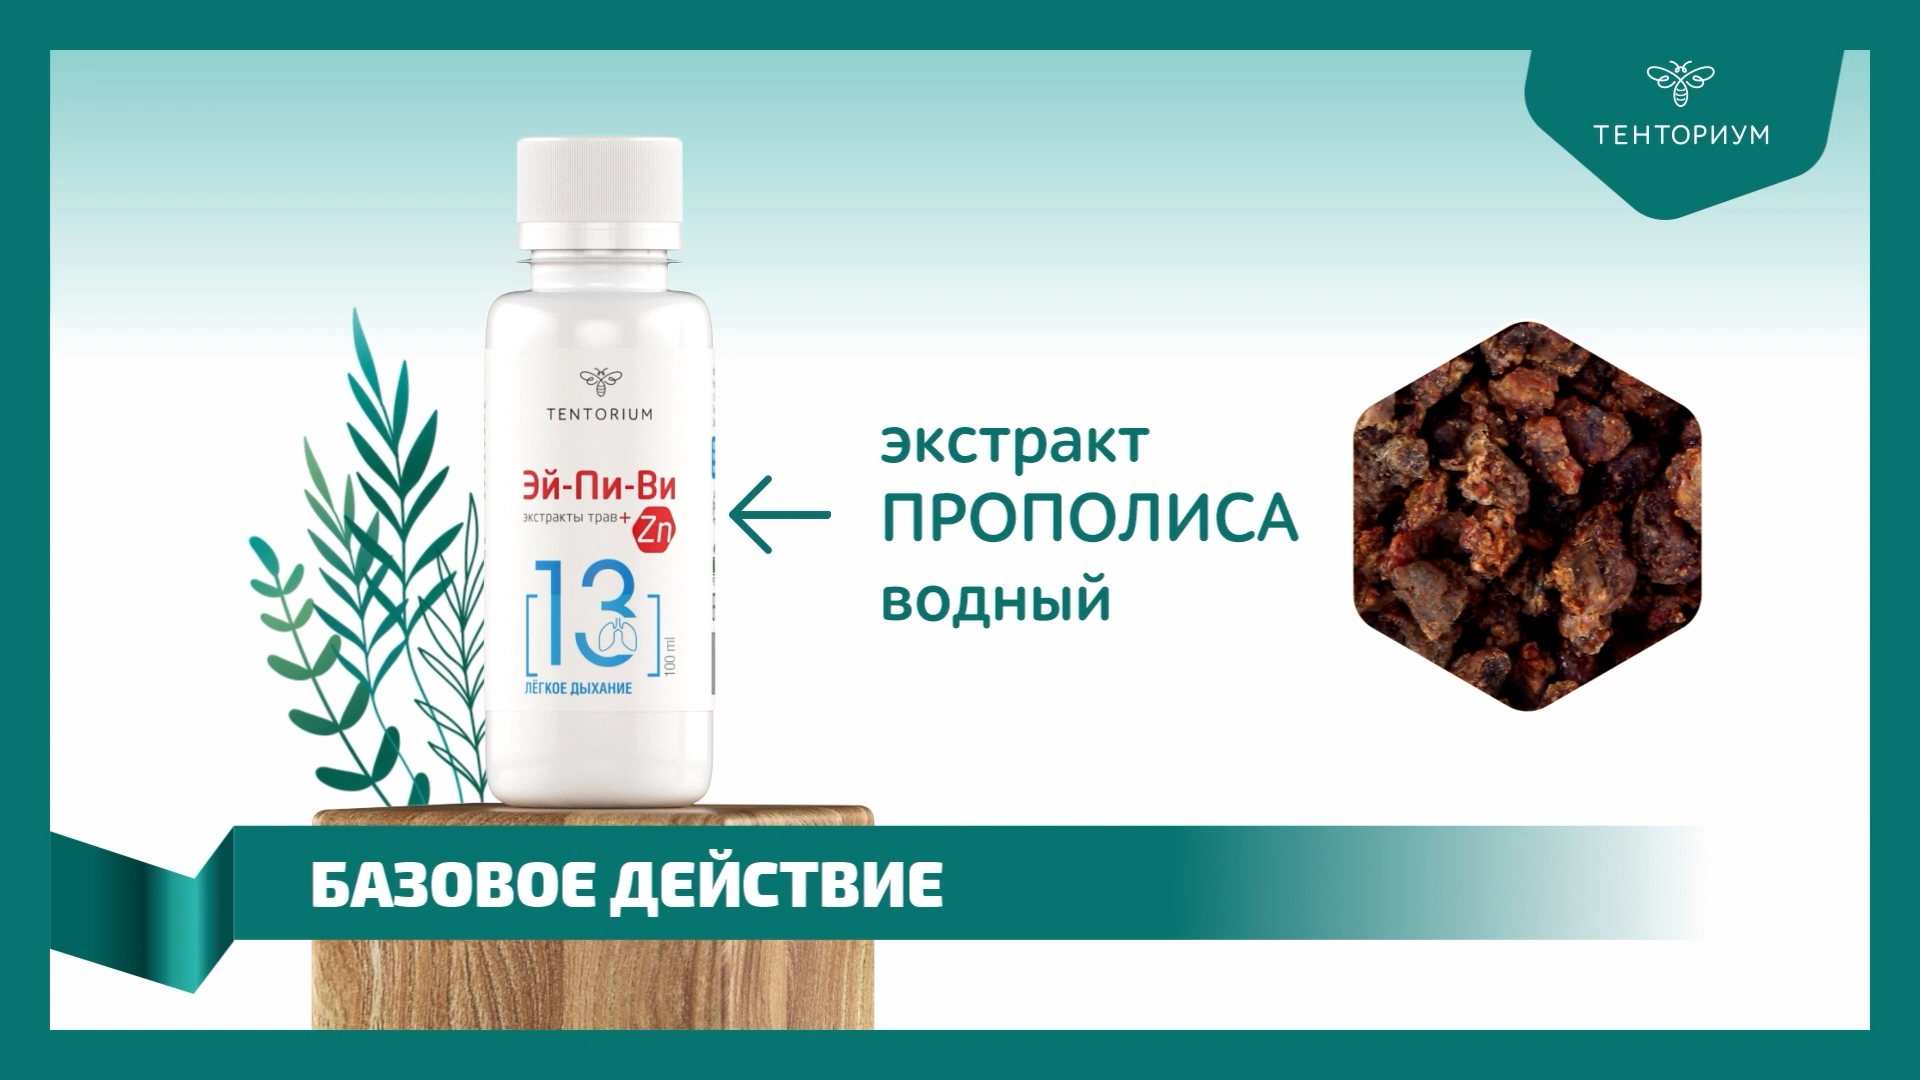 ТЕНТОРИУМ
TENTORIUM
Эй-Пи-Ви
экстракты трав+
Zn
13
100 ml
ЛЁГКОЕ ДЫХАНИЕ
экстракт
ПРОПОЛИСА
водный
БАЗОВОЕ ДЕЙСТВИЕ